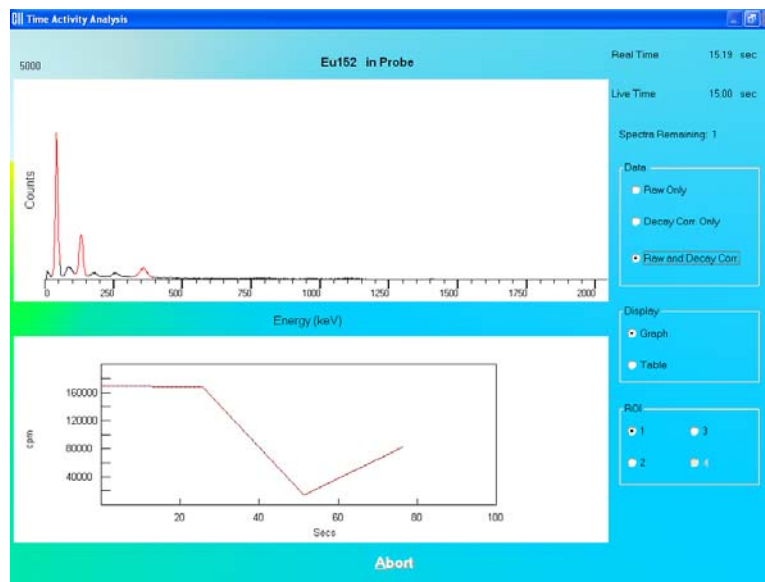 Time Activity Analysis
5000
Eu152 in Probe
Real Time 15.19 sec
Live Time 15.00 sec
Spectra Remaining: 1
Counts
0 250 500 750 1000 1250 1500 1750 2000
Energy (keV)
Data
Raw Only
Decay Corr. Only
Raw and Decay Corr.
Display
Graph
Table
ROI
1 3
2 4
cpm
160000
120000
80000
40000
20 40 60 80 100
Secs
Abort